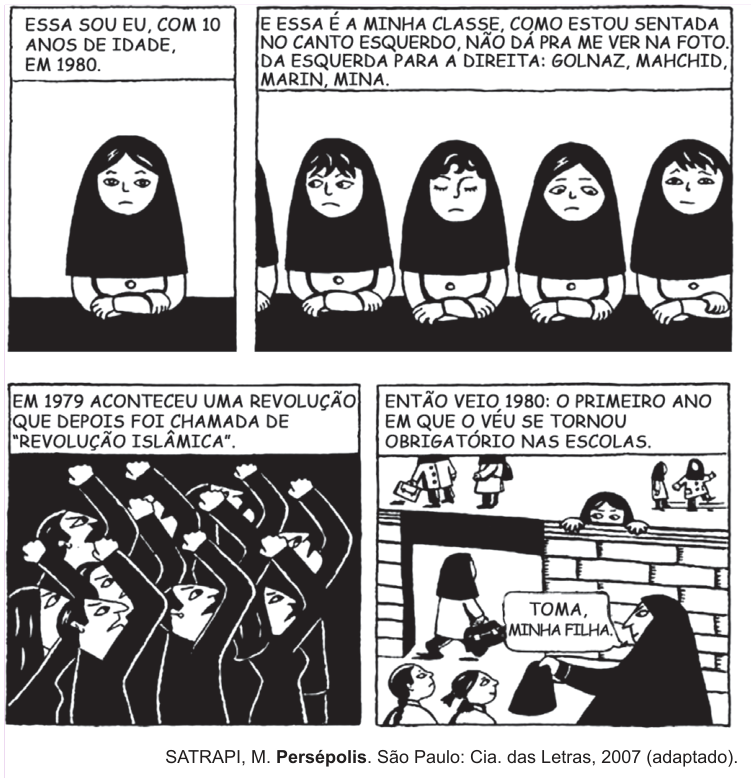 ESSA SOU EU, COM 10
ANOS DE IDADE,
EM 1980.
E ESSA É A MINHA CLASSE, COMO ESTOU SENTADA
NO CANTO ESQUERDO, NÃO DÁ PRA ME VER NA FOTO.
DA ESQUERDA PARA A DIREITA: GOLNAZ, MAHCHID,
MARIN, MINA.
EM 1979 ACONTECEU UMA REVOLUÇÃO
QUE DEPOIS FOI CHAMADA DE
"REVOLUÇÃO ISLÂMICA".
ENTÃO VEIO 1980: O PRIMEIRO ANO
EM QUE O VÉU SE TORNOU
OBRIGATÓRIO NAS ESCOLAS.
TOMA,
MINHA FILHA.
SATRAPI, M. Persépolis. São Paulo: Cia. das Letras, 2007 (adaptado).